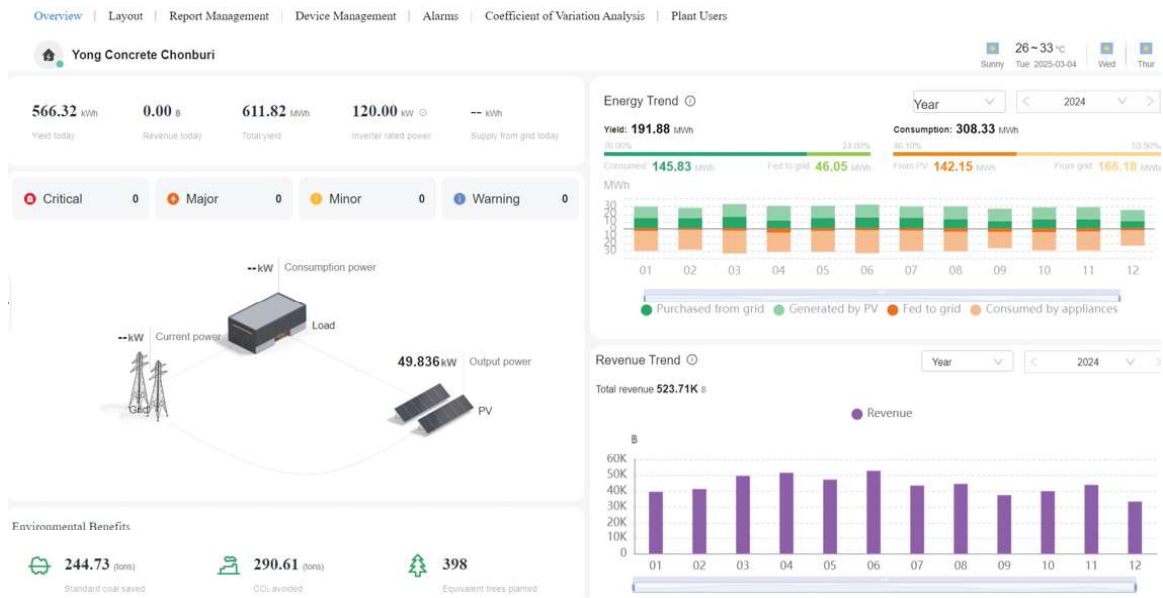 Overview | Layout | Report Management | Device Management | Alarms | Coefficient of Variation Analysis | Plant Users
Yong Concrete Chonburi
26~33 °C
Sunny Tue 2025-03-04 Wed Thur
566.32 kWh 0.00 ฿ 611.82 MWh 120.00 kW -- kWh
Yield today Revenue today Total yield Inverter rated power Supply from grid today
Critical 0 Major 0 Minor 0 Warning 0
--kW Consumption power
Load
--kW Current power
Grid
49.836 kW Output power
PV
Environmental Benefits
244.73 (tons) 290.61 (tons) 398
Standard coal saved CO₂ avoided Equivalent trees planted
Energy Trend Year 2024
Yield: 191.88 MWh Consumption: 308.33 MWh
76.00% 24.00% 46.10% 53.90%
Consumed: 145.83 MWh Fed to grid 46.05 MWh From PV 142.15 MWh From grid 166.18 MWh
MWh
30
20
10
0
10
20
30
01 02 03 04 05 06 07 08 09 10 11 12
Purchased from grid Generated by PV Fed to grid Consumed by appliances
Revenue Trend Year 2024
Total revenue 523.71K ฿
Revenue
฿
60K
50K
40K
30K
20K
10K
0
01 02 03 04 05 06 07 08 09 10 11 12